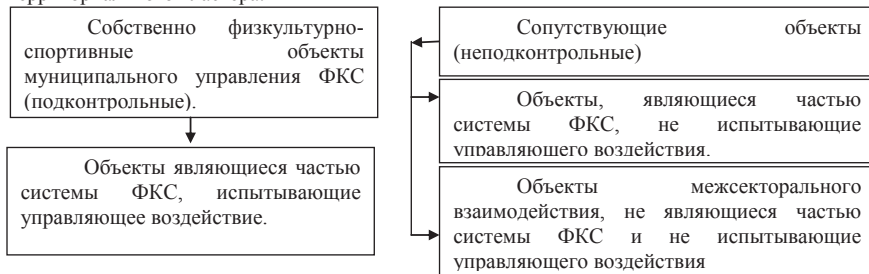 Собственно физкультурно-
спортивные объекты
муниципального управления ФКС
(подконтрольные).
Объекты являющиеся частью
системы ФКС, испытывающие
управляющее воздействие.
Сопутствующие объекты
(неподконтрольные)
Объекты, являющиеся частью
системы ФКС, не испытывающие
управляющего воздействия.
Объекты межсекторального
взаимодействия, не являющиеся частью
системы ФКС и не испытывающие
управляющего воздействия